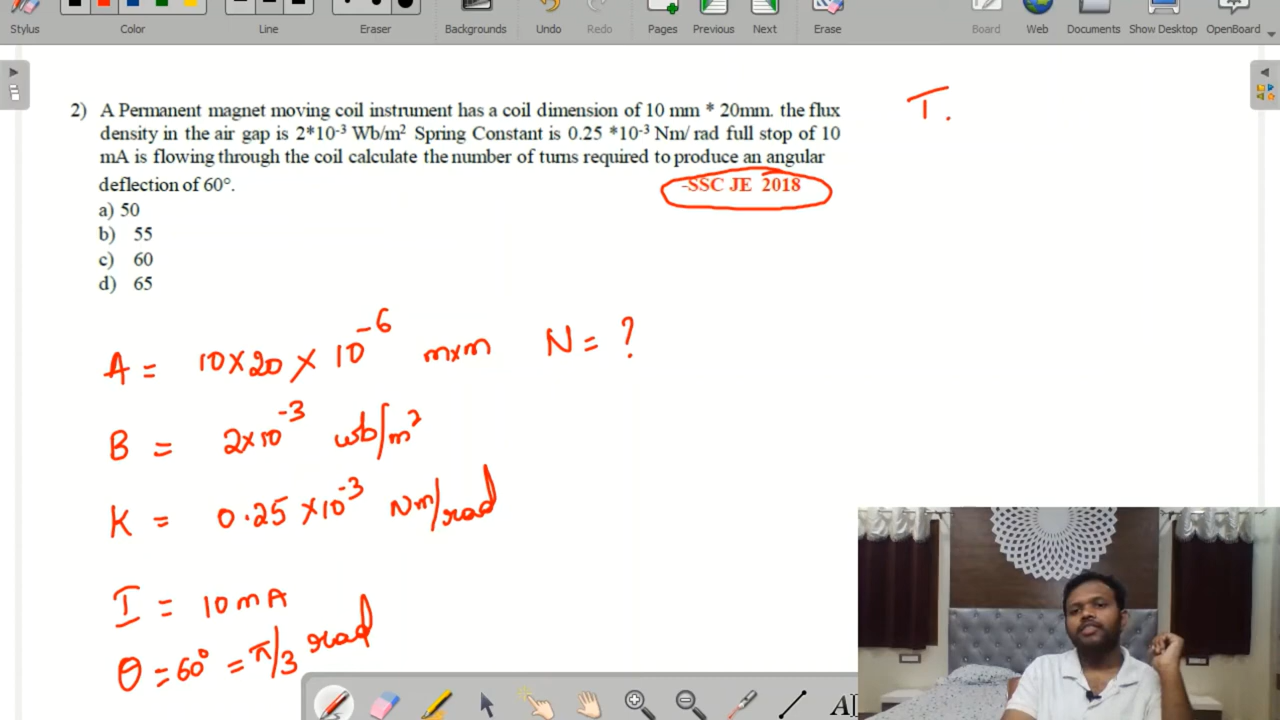 Stylus
Color
Line
Eraser
Backgrounds
Undo
Redo
Pages
Previous
Next
Erase
Board
Web
Documents
Show Desktop
OpenBoard
2) A Permanent magnet moving coil instrument has a coil dimension of 10 mm * 20mm. the flux
density in the air gap is 2*10-3 Wb/m2 Spring Constant is 0.25 *10-3 Nm/ rad full stop of 10
mA is flowing through the coil calculate the number of turns required to produce an angular
deflection of 60°.
-SSC JE 2018
a) 50
b) 55
c) 60
d) 65
T.
A = 10×20 × 10^-6 m×m N = ?
B = 2×10^-3 wb/m^2
K = 0.25 ×10^-3 Nm/rad
I = 10 mA
θ = 60° = π/3 rad
A